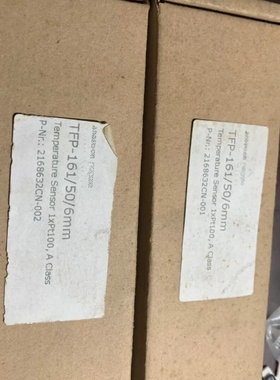 TFP-161/50/6mm
Temperature Sensor 1xPt100, A Class
P-Nr.: 2168632CN-002
TFP-161/50/6mm
Temperature Sensor 1xPt100, A Class
P-Nr.: 2168632CN-001